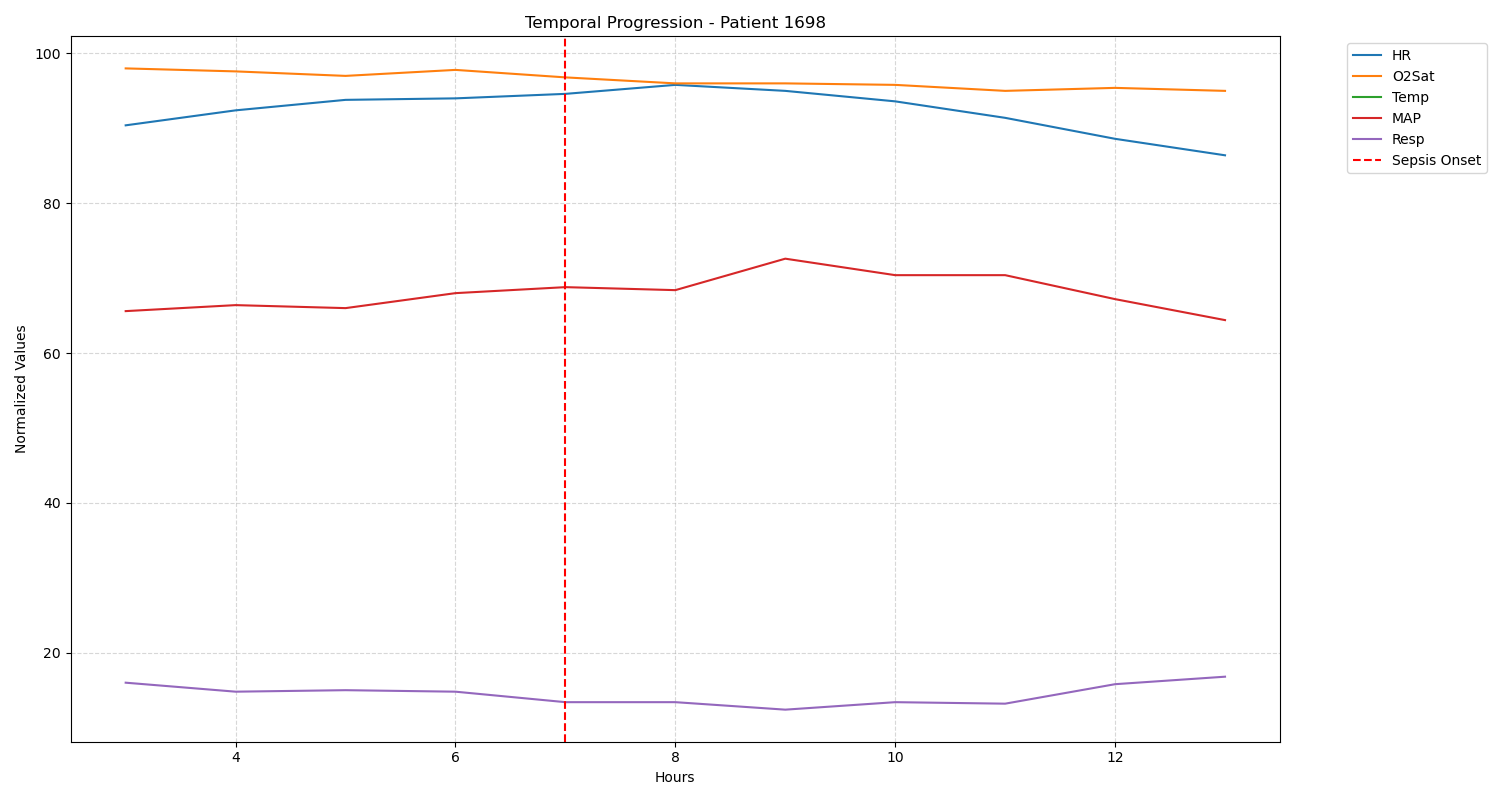 Temporal Progression - Patient 1698
HR
O2Sat
Temp
MAP
Resp
Sepsis Onset
Normalized Values
100
80
60
40
20
4
6
8
10
12
Hours